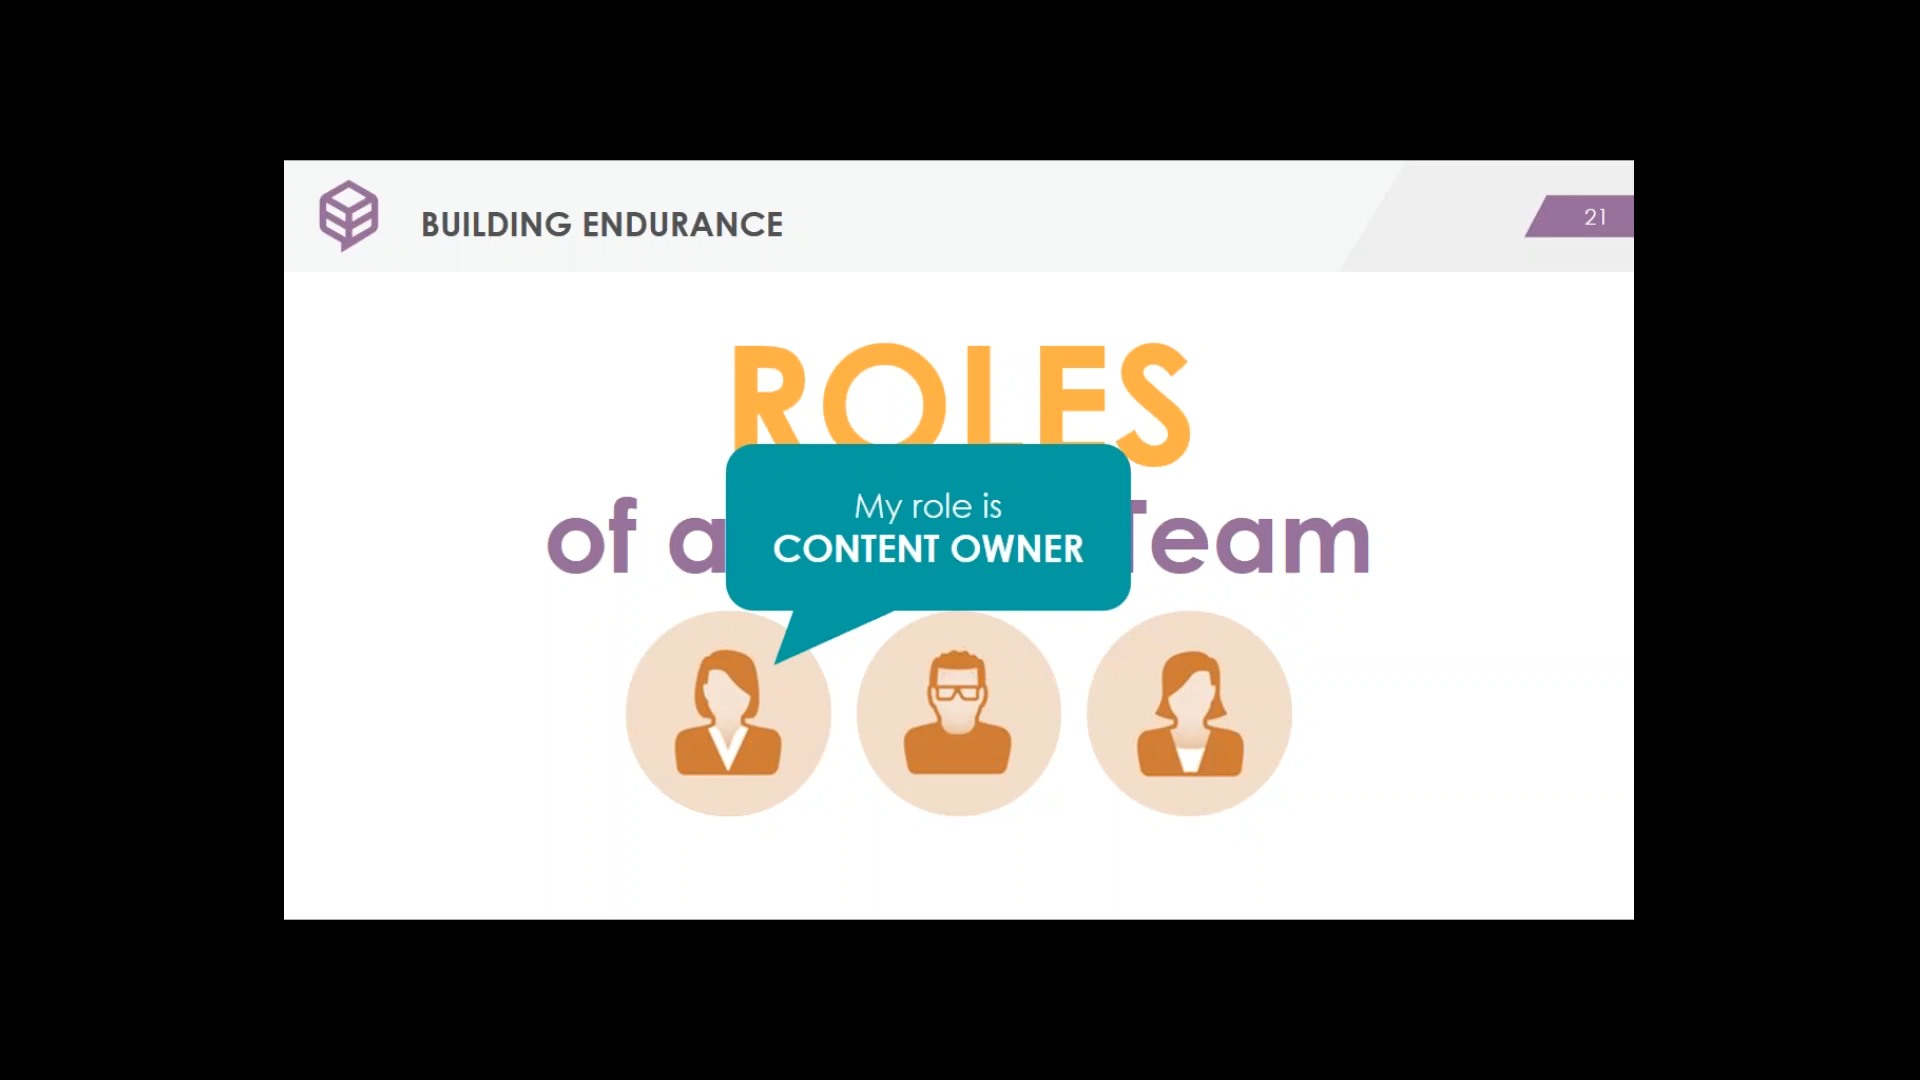 BUILDING ENDURANCE
21
ROLES
of a Team
My role is
CONTENT OWNER